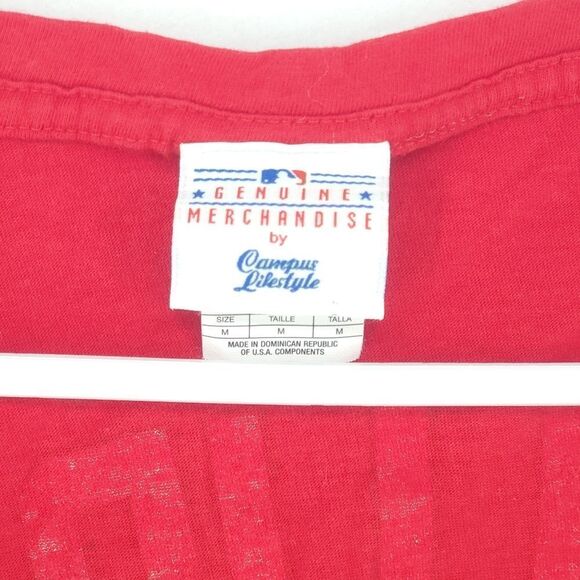 GENUINE
MERCHANDISE
by
Campus
Lifestyle
SIZE TAILLE TALLA
M M M
MADE IN DOMINICAN REPUBLIC
OF U.S.A. COMPONENTS